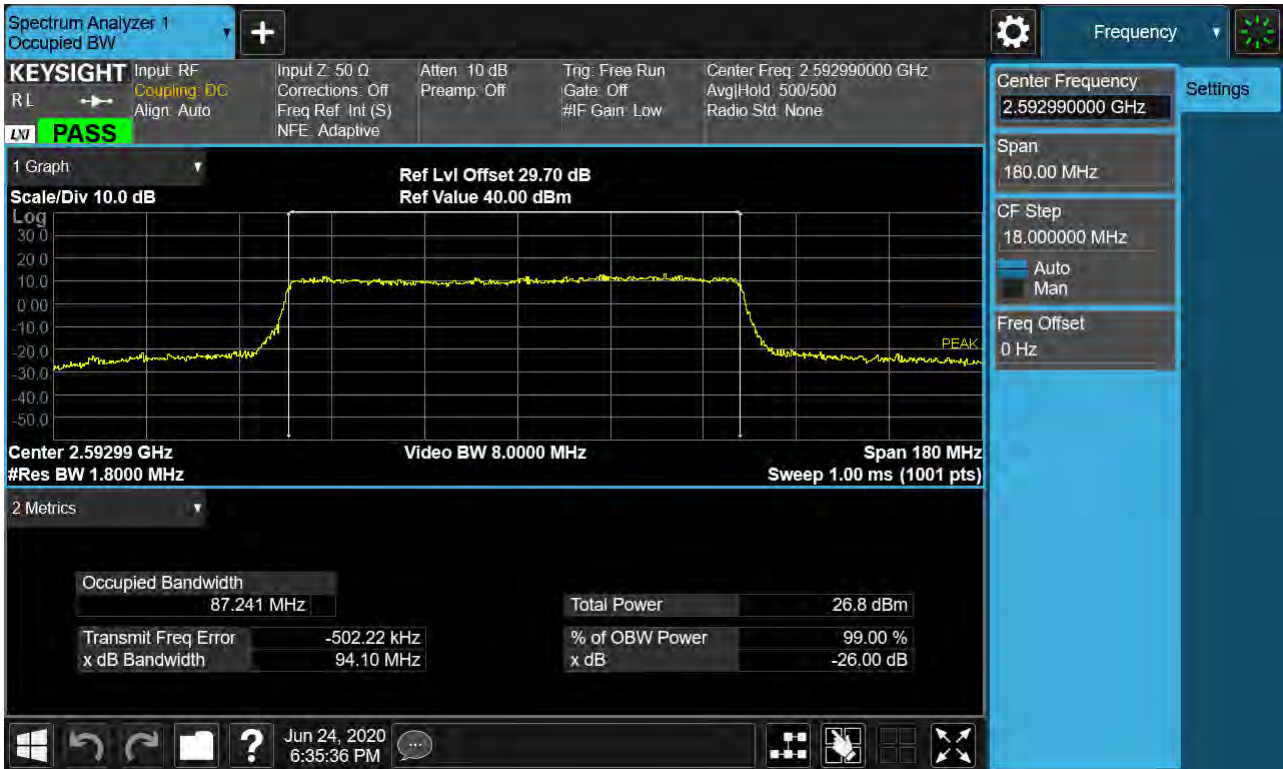 Spectrum Analyzer 1
Occupied BW
Frequency
KEYSIGHT
R L
LXI PASS
Input: RF
Coupling: DC
Align: Auto
Input Z: 50 Ω
Corrections: Off
Freq Ref: Int (S)
NFE: Adaptive
Atten: 10 dB
Preamp: Off
Trig: Free Run
Gate: Off
#IF Gain: Low
Center Freq: 2.592990000 GHz
Avg|Hold: 500/500
Radio Std: None
Center Frequency
2.592990000 GHz
Settings
Span
180.00 MHz
CF Step
18.000000 MHz
Auto
Man
Freq Offset
0 Hz
1 Graph
Ref Lvl Offset 29.70 dB
Scale/Div 10.0 dB
Ref Value 40.00 dBm
Log
30.0
20.0
10.0
0.00
-10.0
-20.0
-30.0
-40.0
-50.0
PEAK
Center 2.59299 GHz
Video BW 8.0000 MHz
Span 180 MHz
#Res BW 1.8000 MHz
Sweep 1.00 ms (1001 pts)
2 Metrics
Occupied Bandwidth
87.241 MHz
Total Power 26.8 dBm
Transmit Freq Error -502.22 kHz
% of OBW Power 99.00 %
x dB Bandwidth 94.10 MHz
x dB -26.00 dB
?
Jun 24, 2020
6:35:36 PM